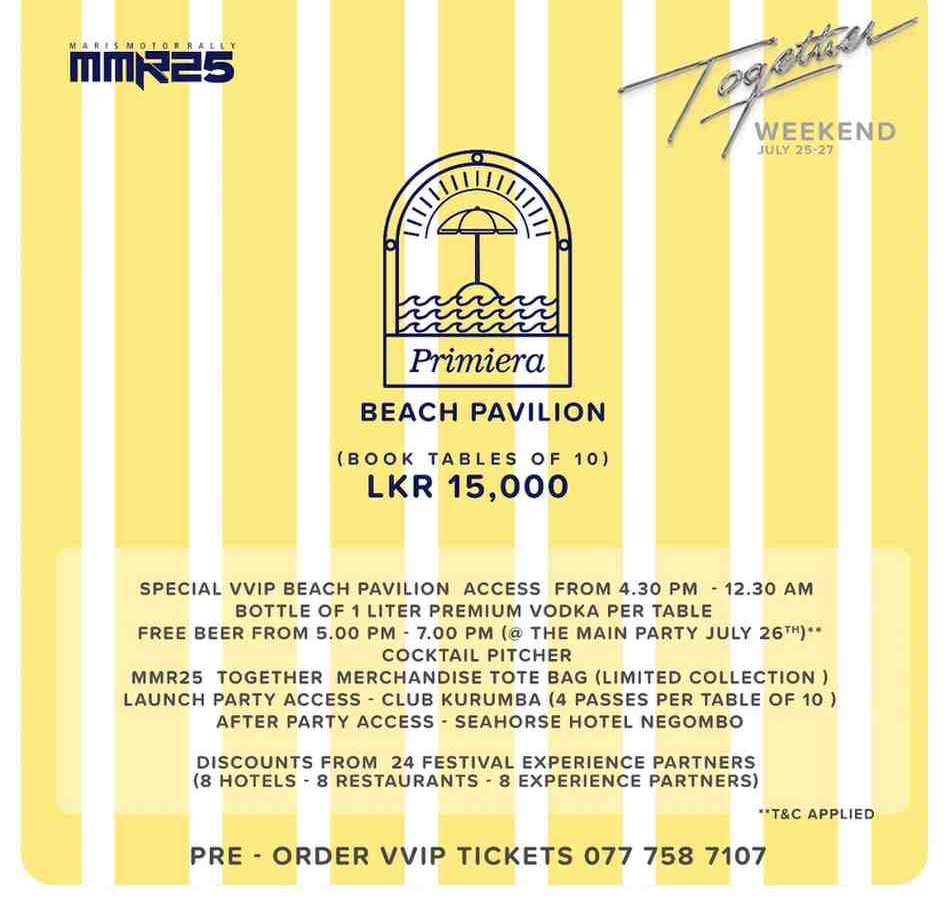 MARIS MOTOR RALLY
MMR25
Together
WEEKEND
JULY 25-27
Primiera
BEACH PAVILION
(BOOK TABLES OF 10)
LKR 15,000
SPECIAL VVIP BEACH PAVILION ACCESS FROM 4.30 PM - 12.30 AM
BOTTLE OF 1 LITER PREMIUM VODKA PER TABLE
FREE BEER FROM 5.00 PM - 7.00 PM (@ THE MAIN PARTY JULY 26TH)**
COCKTAIL PITCHER
MMR25 TOGETHER MERCHANDISE TOTE BAG (LIMITED COLLECTION )
LAUNCH PARTY ACCESS - CLUB KURUMBA (4 PASSES PER TABLE OF 10 )
AFTER PARTY ACCESS - SEAHORSE HOTEL NEGOMBO
DISCOUNTS FROM 24 FESTIVAL EXPERIENCE PARTNERS
(8 HOTELS - 8 RESTAURANTS - 8 EXPERIENCE PARTNERS)
**T&C APPLIED
PRE - ORDER VVIP TICKETS 077 758 7107